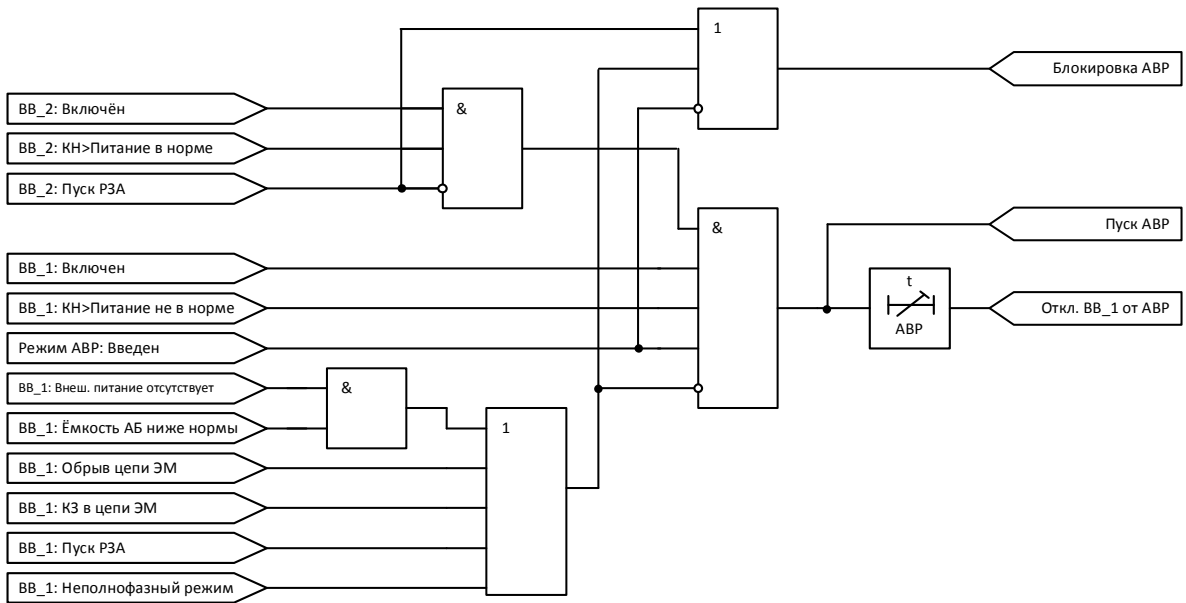 1
Блокировка АВР
ВВ_2: Включён
&
ВВ_2: КН>Питание в норме
ВВ_2: Пуск РЗА
&
Пуск АВР
ВВ_1: Включен
t
ВВ_1: КН>Питание не в норме
Откл. ВВ_1 от АВР
АВР
Режим АВР: Введен
ВВ_1: Внеш. питание отсутствует
&
ВВ_1: Ёмкость АБ ниже нормы
1
ВВ_1: Обрыв цепи ЭМ
ВВ_1: КЗ в цепи ЭМ
ВВ_1: Пуск РЗА
ВВ_1: Неполнофазный режим